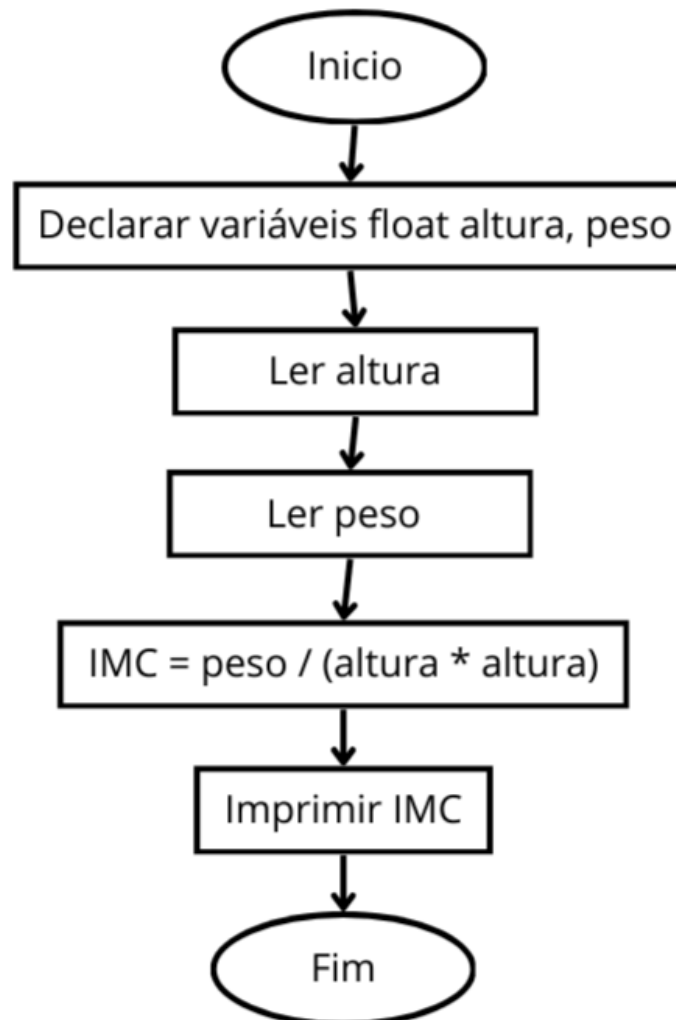 Inicio
Declarar variáveis float altura, peso
Ler altura
Ler peso
IMC = peso / (altura * altura)
Imprimir IMC
Fim